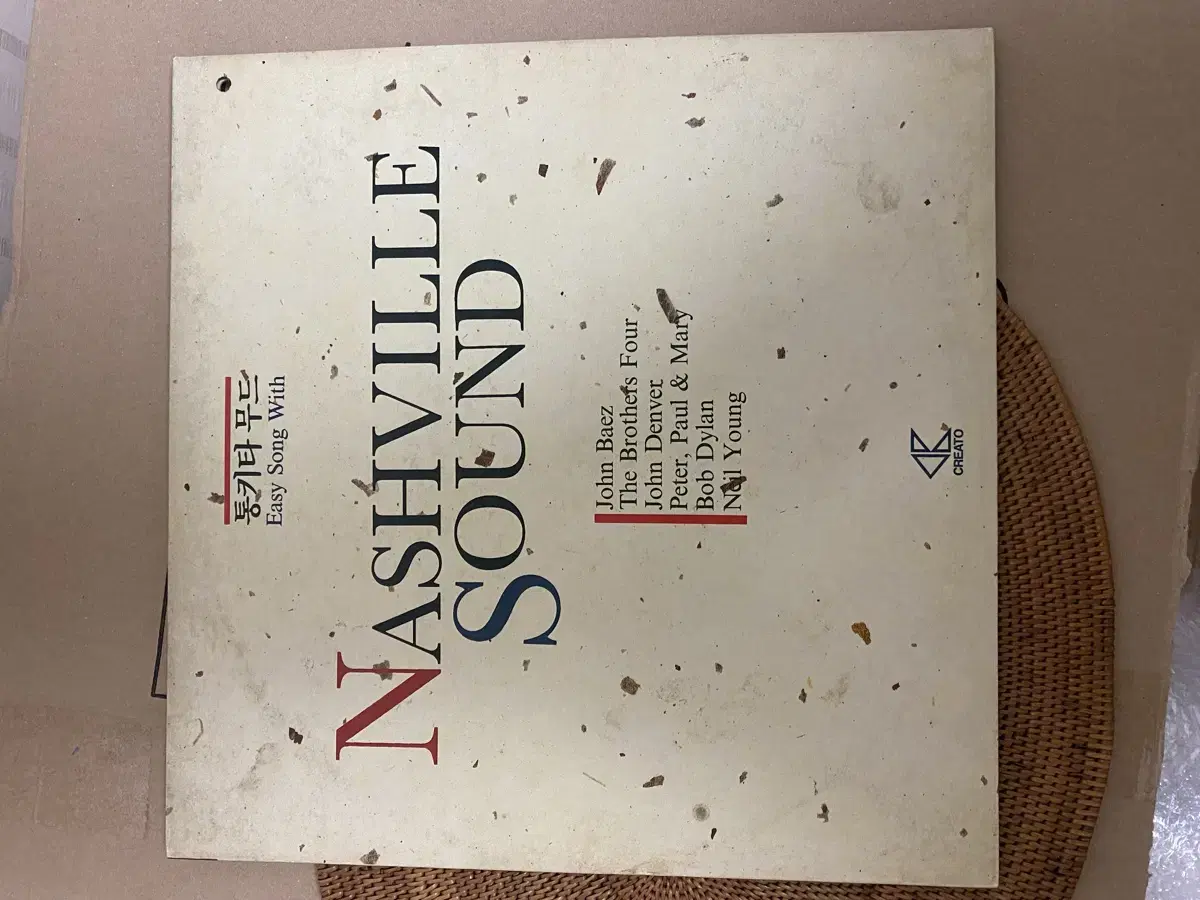 통키타 무드
Easy Song With
NASHVILLE
SOUND
John Baez
The Brothers Four
John Denver
Peter, Paul & Mary
Bob Dylan
Neil Young
CREATO